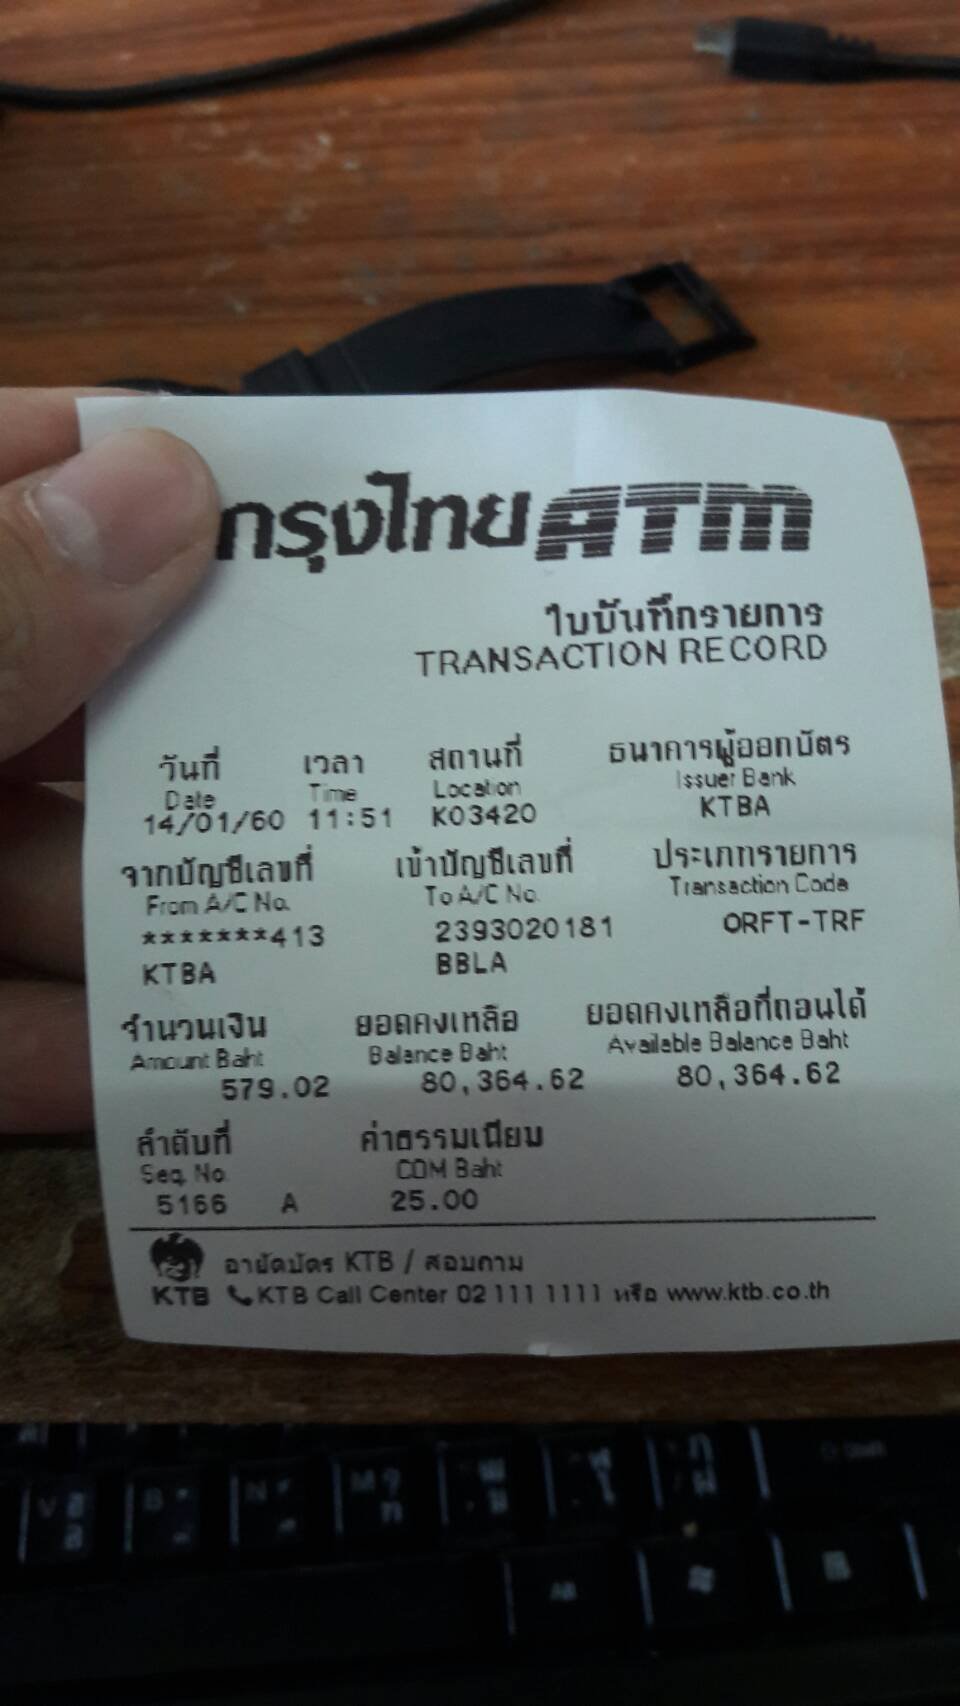 กรุงไทย ATM
ใบบันทึกรายการ
TRANSACTION RECORD
วันที่ เวลา สถานที่ ธนาคารผู้ออกบัตร
Date Time Location Issuer Bank
14/01/60 11:51 K03420 KTBA
จากบัญชีเลขที่ เข้าบัญชีเลขที่ ประเภทรายการ
From A/C No. To A/C No. Transaction Code
*******413 2393020181 ORFT-TRF
KTBA BBLA
จำนวนเงิน ยอดคงเหลือ ยอดคงเหลือที่ถอนได้
Amount Baht Balance Baht Available Balance Baht
579.02 80,364.62 80,364.62
ลำดับที่ ค่าธรรมเนียม
Seq. No. COM Baht
5166 A 25.00
อายัดบัตร KTB / สอบถาม
KTB KTB Call Center 02 111 1111 หรือ www.ktb.co.th
V B N M